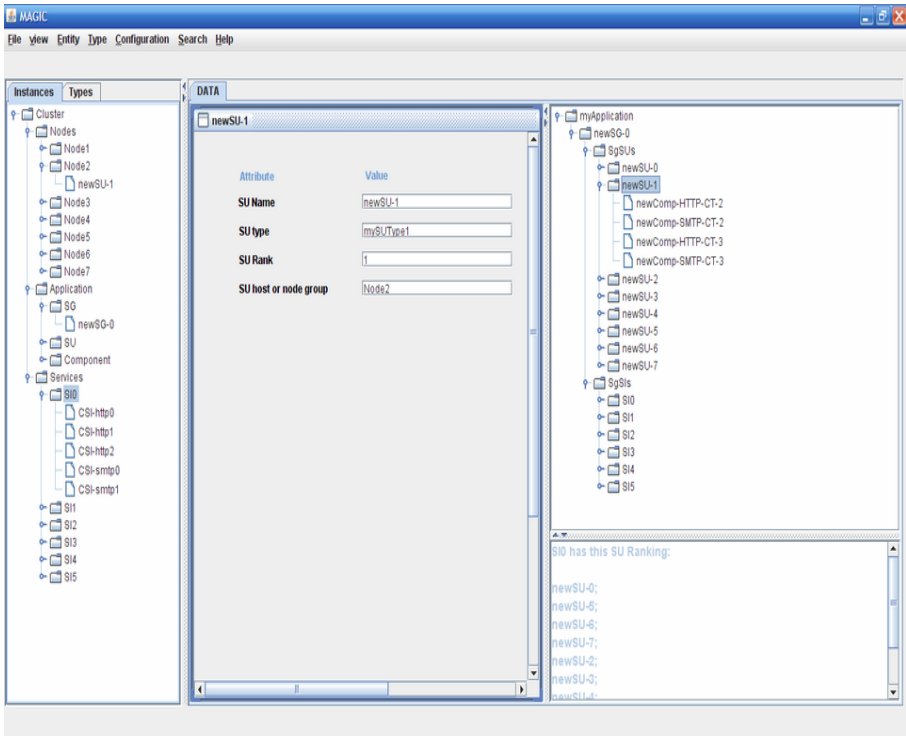 MAGIC
File view Entity Type Configuration Search Help
Instances Types
Cluster
Nodes
Node1
Node2
newSU-1
Node3
Node4
Node5
Node6
Node7
Application
SG
newSG-0
SU
Component
Services
SI0
CSI-http0
CSI-http1
CSI-http2
CSI-smtp0
CSI-smtp1
SI1
SI2
SI3
SI4
SI5
DATA
newSU-1
Attribute Value
SU Name newSU-1
SU type mySUType1
SU Rank 1
SU host or node group Node2
myApplication
newSG-0
SgSUs
newSU-0
newSU-1
newComp-HTTP-CT-2
newComp-SMTP-CT-2
newComp-HTTP-CT-3
newComp-SMTP-CT-3
newSU-2
newSU-3
newSU-4
newSU-5
newSU-6
newSU-7
SgSIs
SI0
SI1
SI2
SI3
SI4
SI5
SI0 has this SU Ranking:
newSU-0;
newSU-5;
newSU-6;
newSU-7;
newSU-2;
newSU-3;
newSU-4;